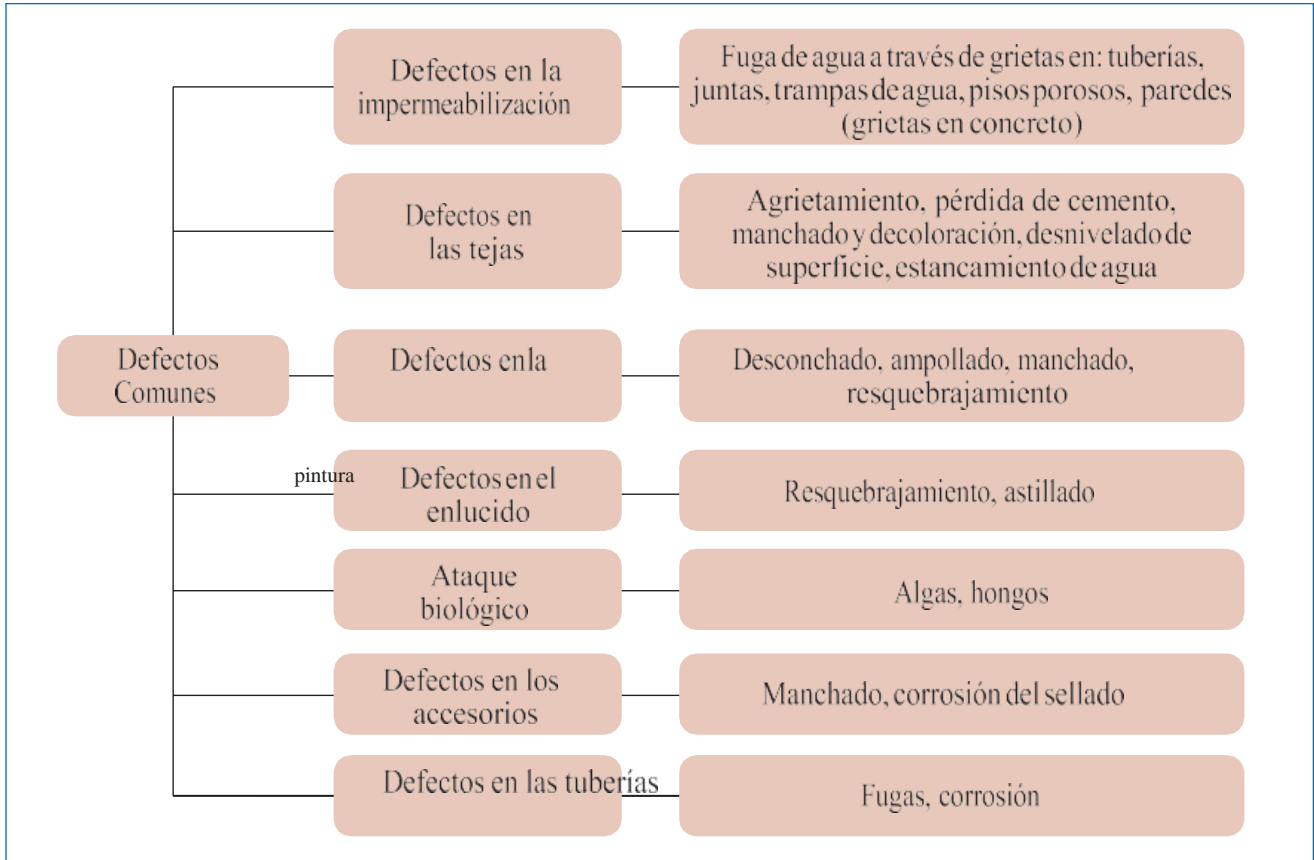 Defectos en la
impermeabilización
Fuga de agua a través de grietas en: tuberías,
juntas, trampas de agua, pisos porosos, paredes
(grietas en concreto)
Defectos en
las tejas
Agrietamiento, pérdida de cemento,
manchado y decoloración, desnivelado de
superficie, estancamiento de agua
Defectos
Comunes
Defectos enla
Desconchado, ampollado, manchado,
resquebrajamiento
pintura
Defectos en el
enlucido
Resquebrajamiento, astillado
Ataque
biológico
Algas, hongos
Defectos en los
accesorios
Manchado, corrosión del sellado
Defectos en las tuberías
Fugas, corrosión